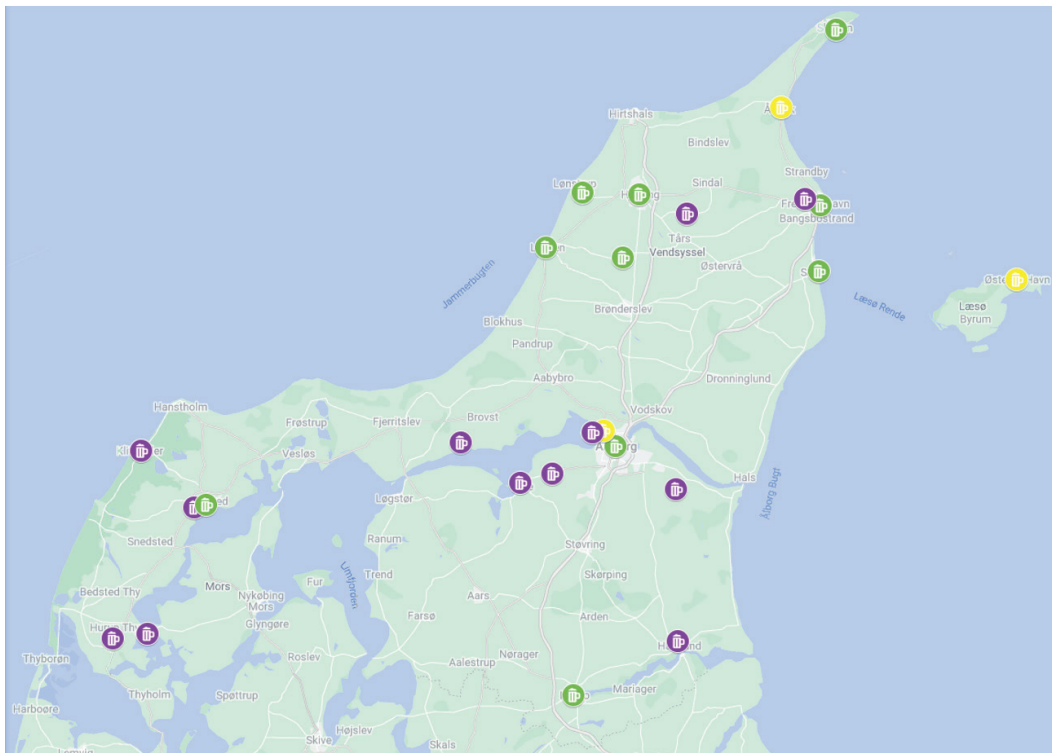 Hirtshals
Bindslev
Strandby
Sindal
Bangsbostrand
Tårs
Vendsyssel
Østervrå
Jammerbugten
Læsø Rende
Læsø
Byrum
Brønderslev
Blokhus
Pandrup
Aabybro
Dronninglund
Hanstholm
Frøstrup
Fjerritslev
Brovst
Vodskov
Vesløs
Løgstør
Hals
Ålborg Bugt
Snedsted
Ranum
Støvring
Fur
Trend
Limfjorden
Skørping
Bedsted Thy
Mors
Nykøbing
Mors
Aars
Glyngøre
Farsø
Arden
Thyborøn
Roslev
Aalestrup
Nørager
Thyholm
Spøttrup
Mariager
Harboøre
Højslev
Skive
Skals